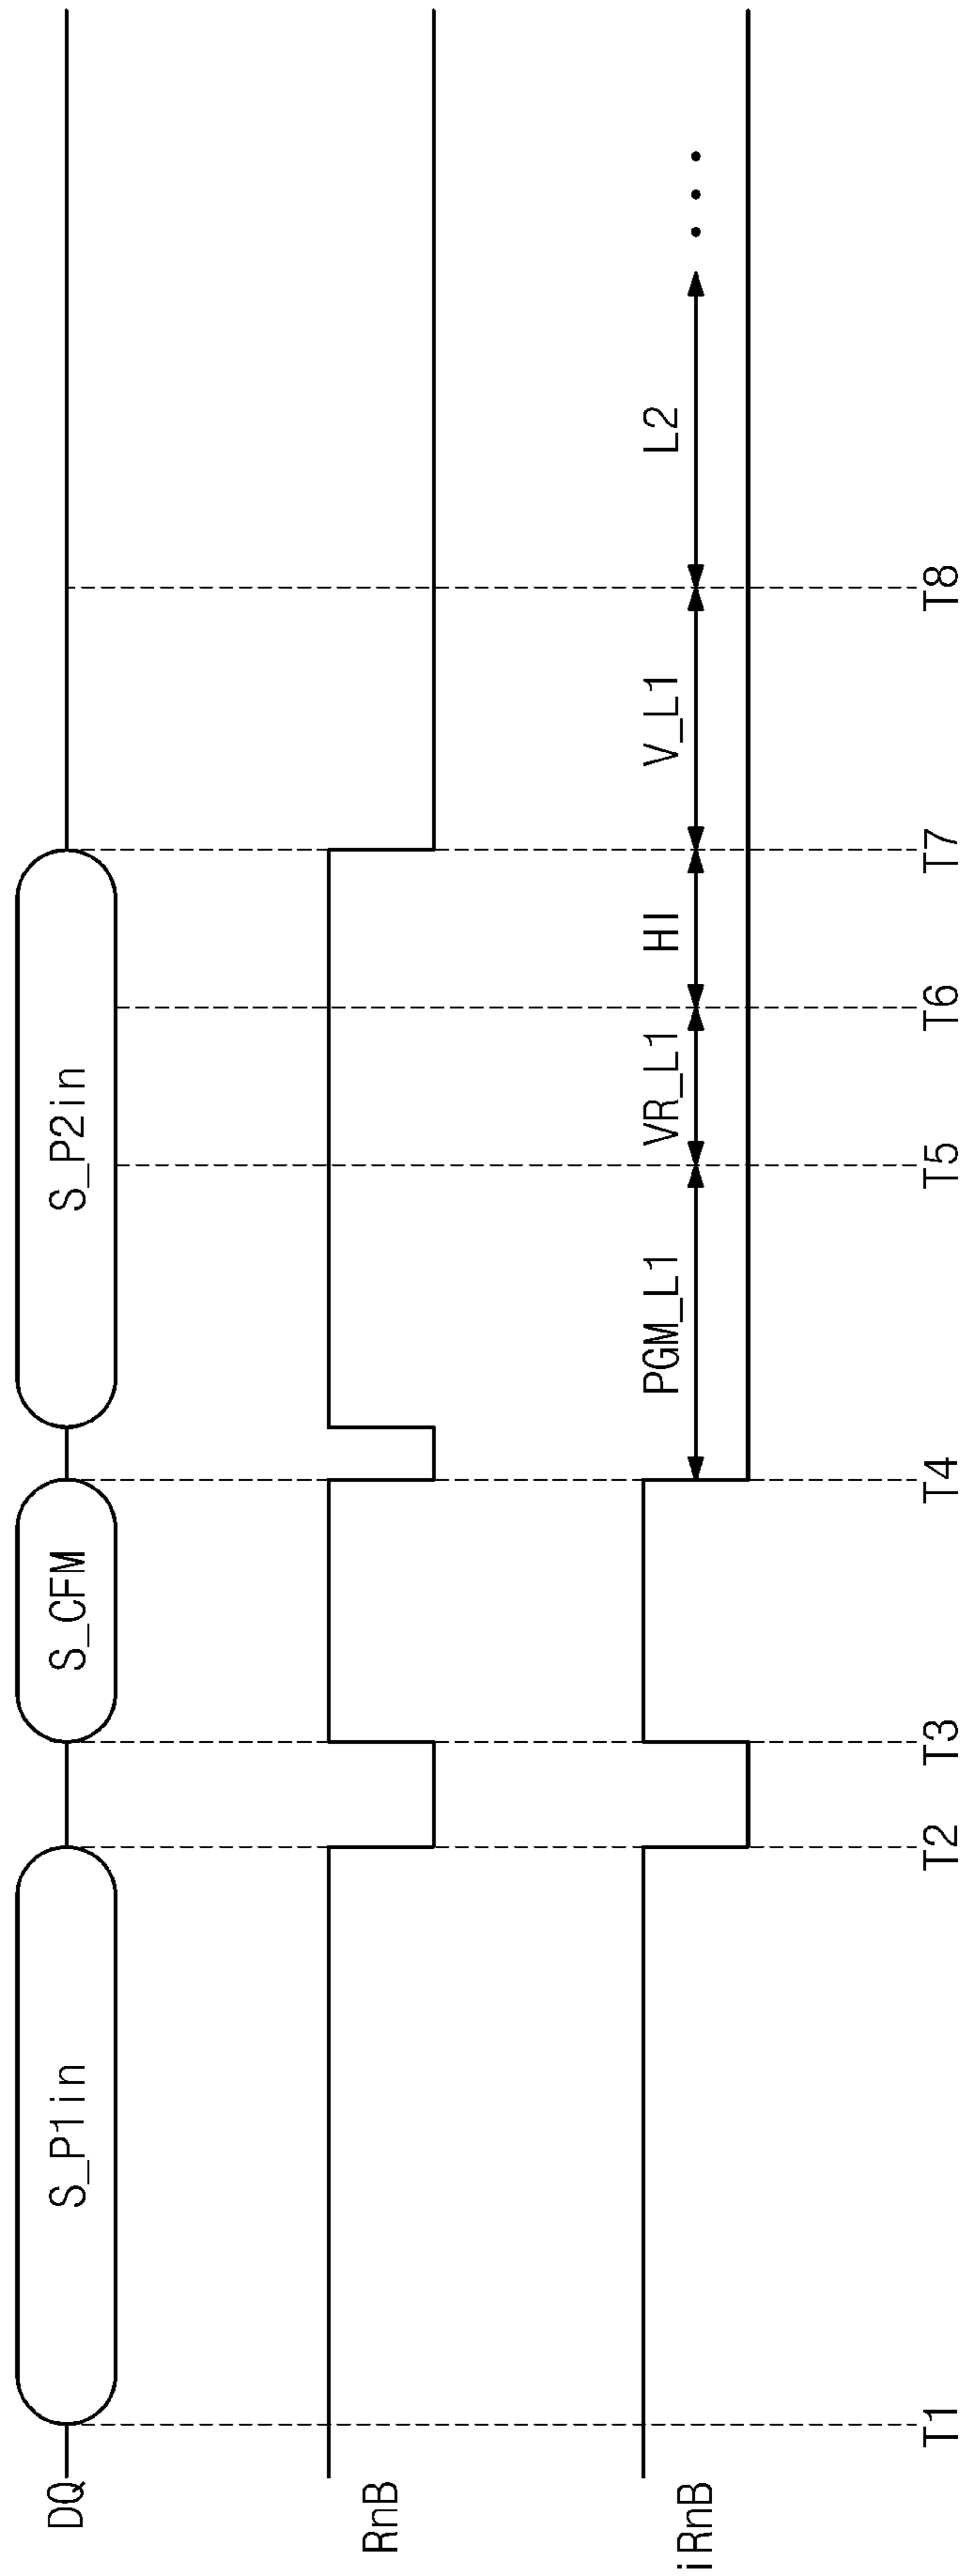 DQ
S_P1in
S_CFM
S_P2in
RnB
iRnB
PGM_L1
VR_L1
HI
V_L1
L2
T1
T2
T3
T4
T5
T6
T7
T8